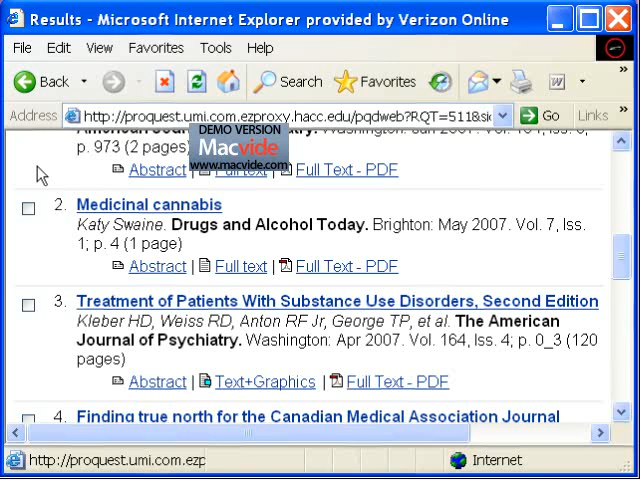 Results - Microsoft Internet Explorer provided by Verizon Online
File Edit View Favorites Tools Help
Back Search Favorites
Address http://proquest.umi.com.ezproxy.hacc.edu/pqdweb?RQT=511&si Go Links
DEMO VERSION
Macvide
www.macvide.com
p. 973 (2 pages)
Abstract | Full Text | Full Text - PDF
2. Medicinal cannabis
Katy Swaine. Drugs and Alcohol Today. Brighton: May 2007. Vol. 7, Iss.
1; p. 4 (1 page)
Abstract | Full text | Full Text - PDF
3. Treatment of Patients With Substance Use Disorders, Second Edition
Kleber HD, Weiss RD, Anton RF Jr, George TP, et al. The American
Journal of Psychiatry. Washington: Apr 2007. Vol. 164, Iss. 4; p. 0_3 (120
pages)
Abstract | Text+Graphics | Full Text - PDF
4. Finding true north for the Canadian Medical Association Journal
http://proquest.umi.com.ezp Internet